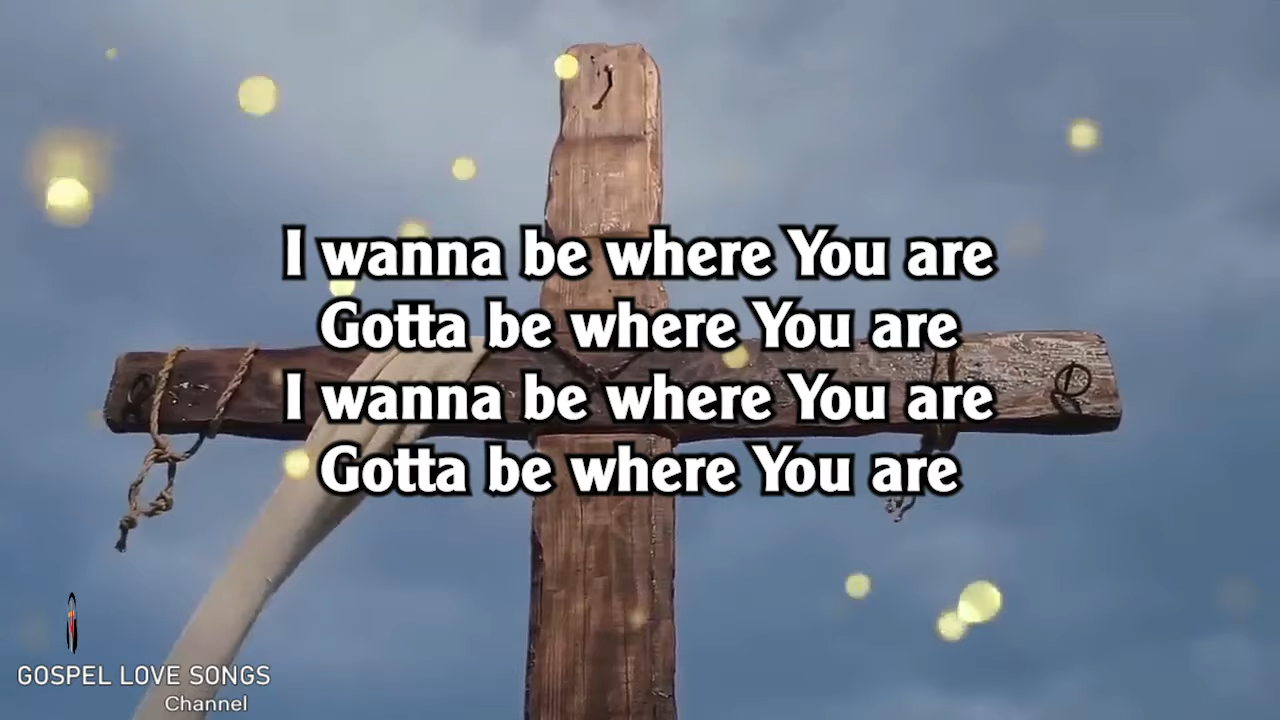 I wanna be where You are
Gotta be where You are
I wanna be where You are
Gotta be where You are
GOSPEL LOVE SONGS
Channel